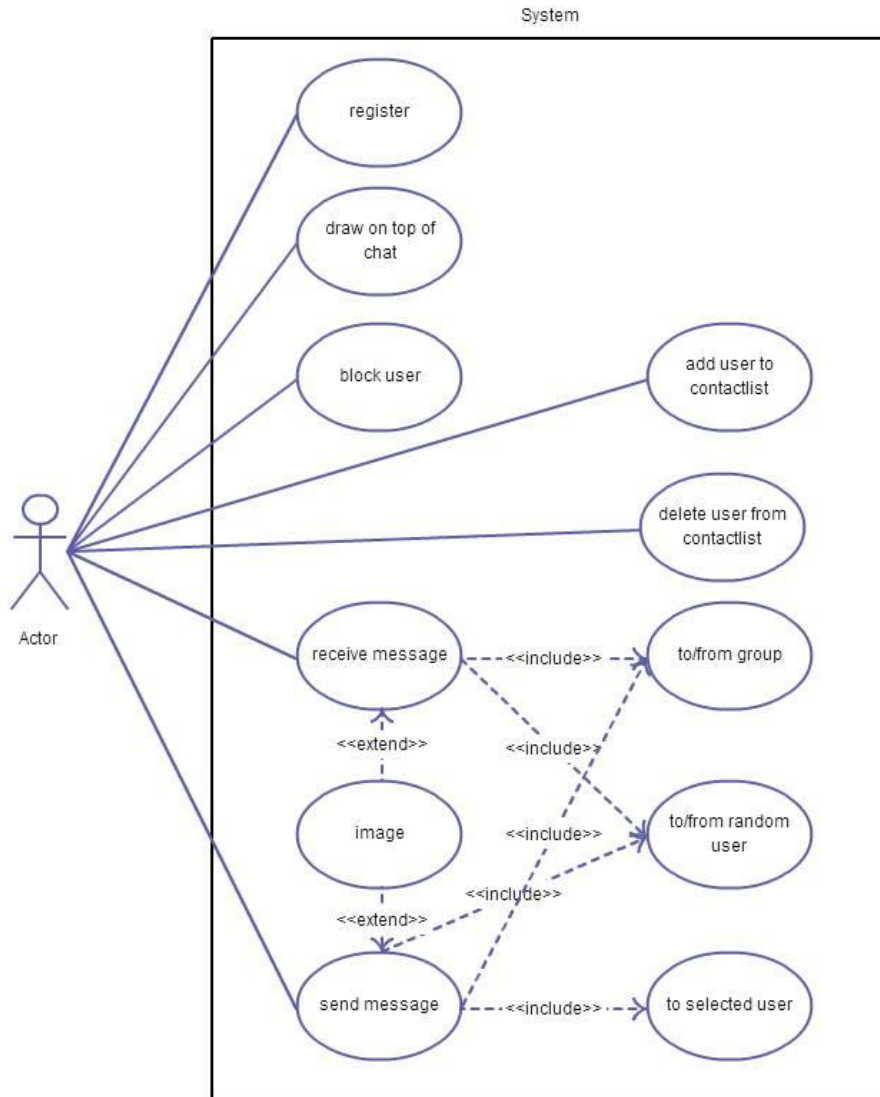 System
register
draw on top of
chat
block user
add user to
contactlist
delete user from
contactlist
Actor
receive message
<<include>>
to/from group
<<extend>>
<<include>>
image
<<include>>
to/from random
user
<<include>>
<<extend>>
send message
<<include>>
to selected user